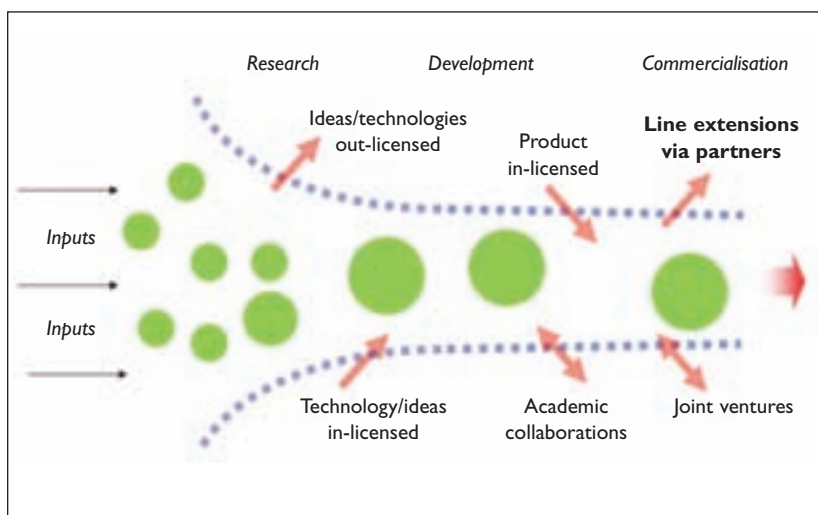 Research Development Commercialisation
Ideas/technologies
out-licensed
Product
in-licensed
Line extensions
via partners
Inputs
Inputs
Technology/ideas
in-licensed
Academic
collaborations
Joint ventures